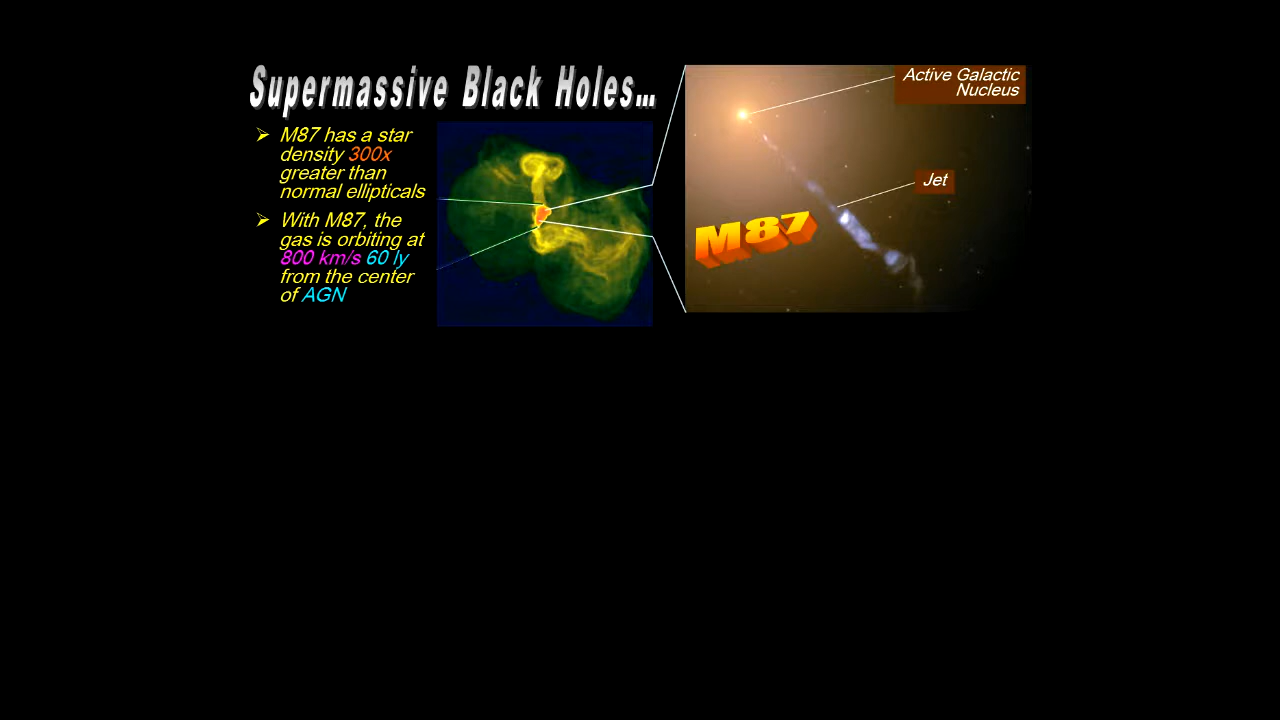 Supermassive Black Holes...
➢ M87 has a star
density 300x
greater than
normal ellipticals
➢ With M87, the
gas is orbiting at
800 km/s 60 ly
from the center
of AGN
Active Galactic
Nucleus
Jet
M87